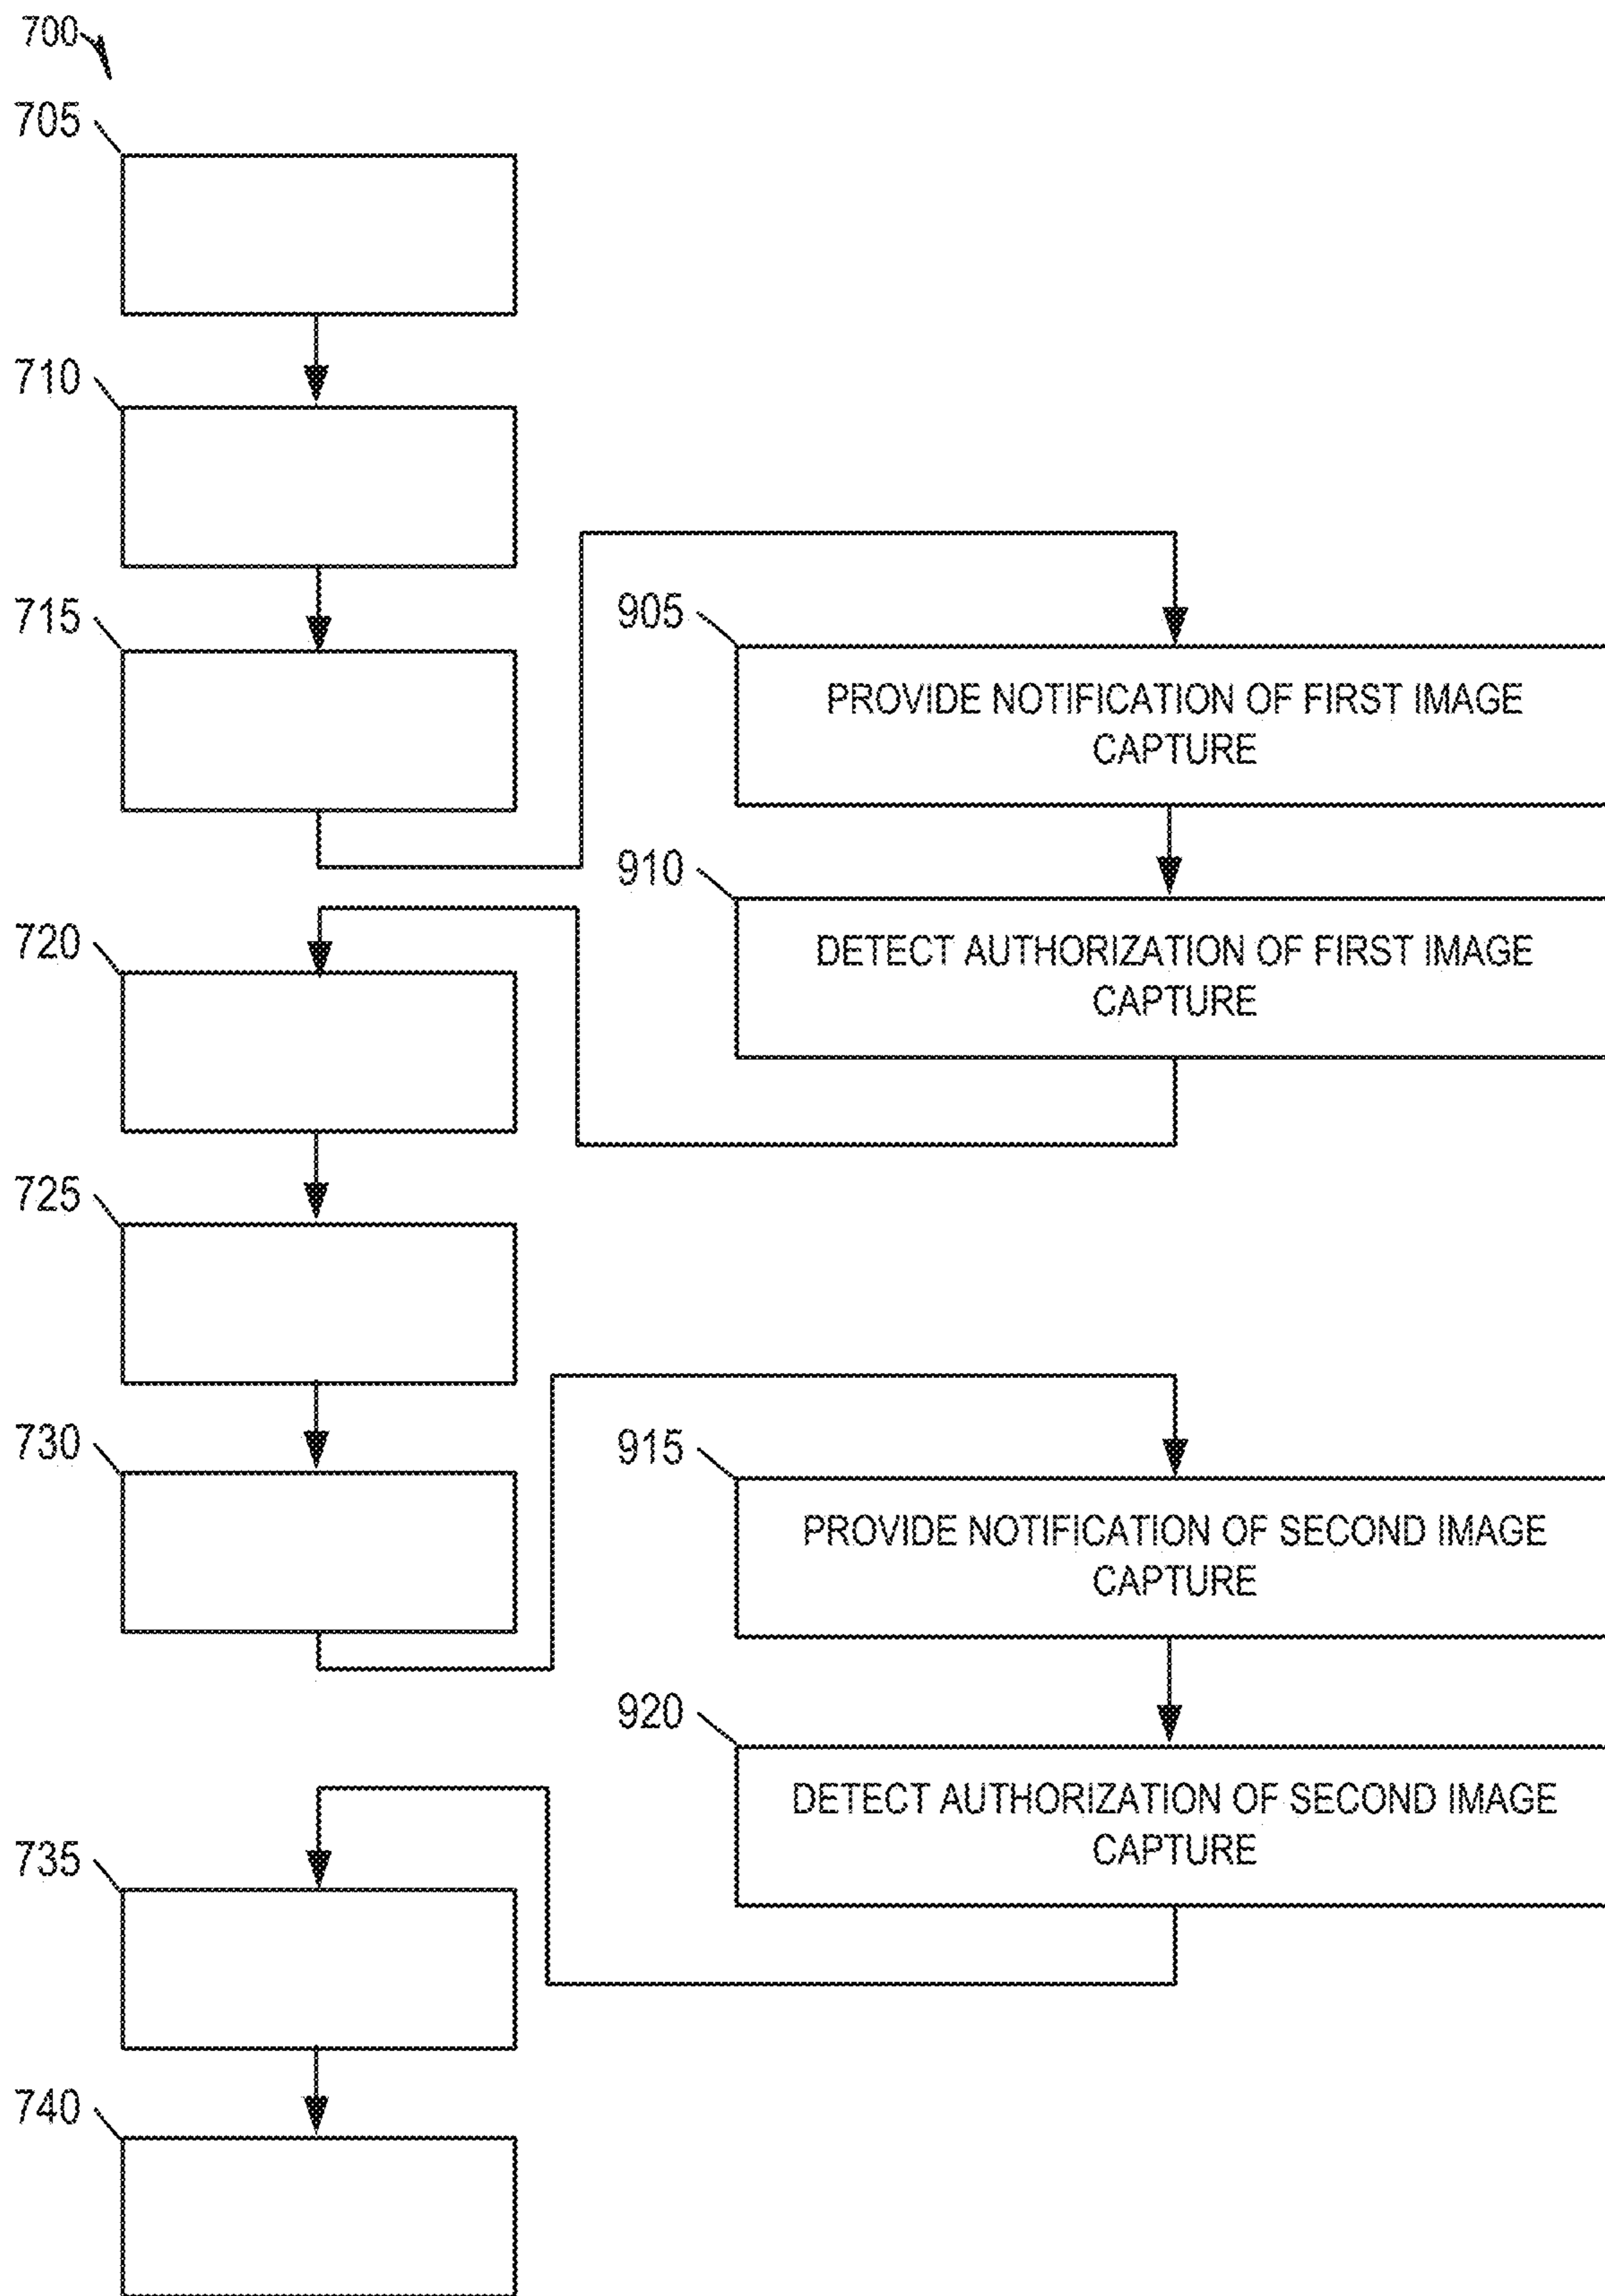 700
705
710
715
905
PROVIDE NOTIFICATION OF FIRST IMAGE
CAPTURE
910
DETECT AUTHORIZATION OF FIRST IMAGE
CAPTURE
720
725
730
915
PROVIDE NOTIFICATION OF SECOND IMAGE
CAPTURE
920
DETECT AUTHORIZATION OF SECOND IMAGE
CAPTURE
735
740